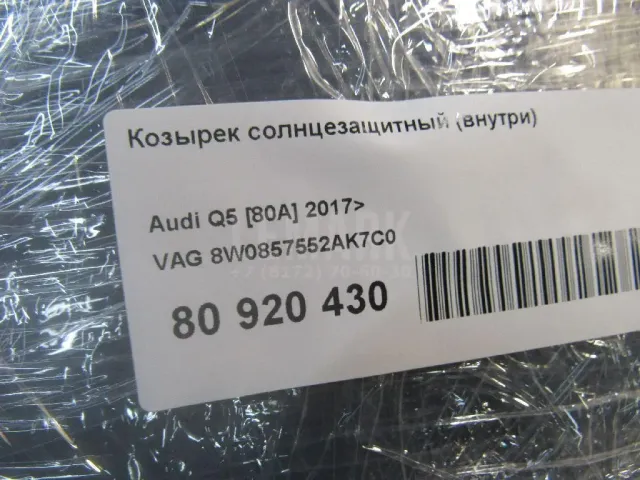 Козырек солнцезащитный (внутри)
Audi Q5 [80A] 2017>
VAG 8W0857552AK7C0
80 920 430